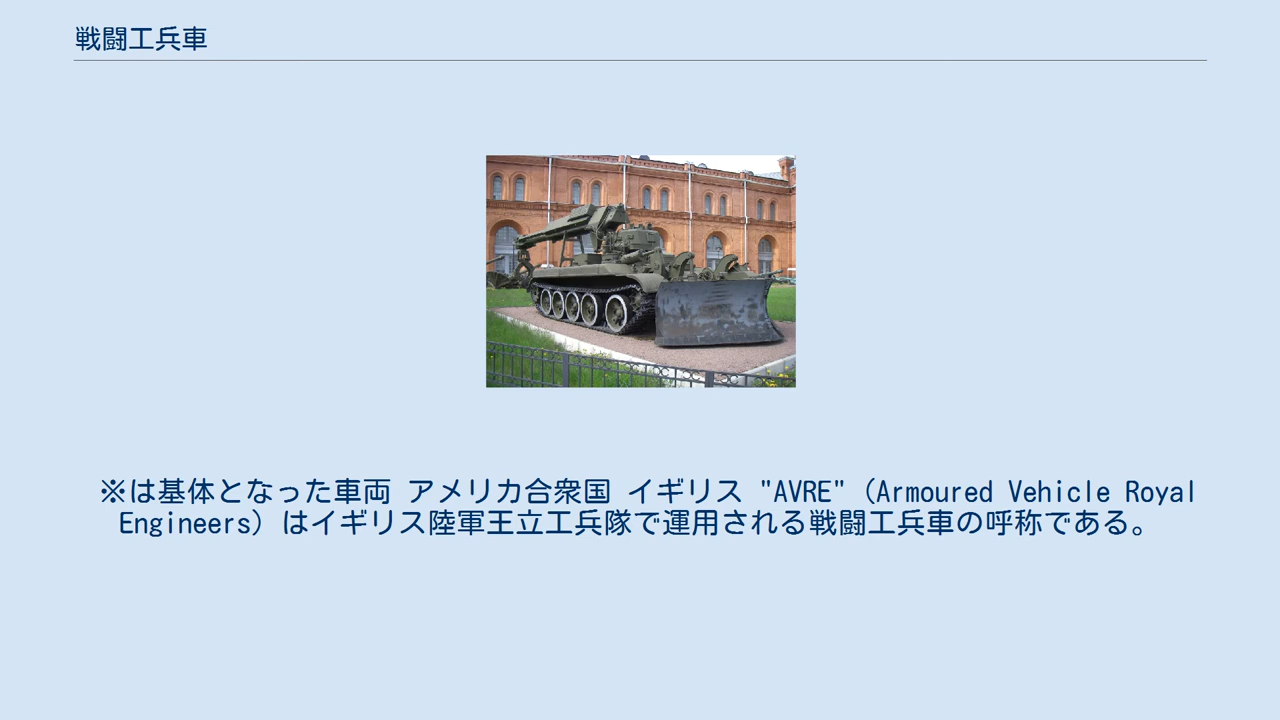 戦闘工兵車
※は基体となった車両 アメリカ合衆国 イギリス "AVRE"（Armoured Vehicle Royal
Engineers）はイギリス陸軍王立工兵隊で運用される戦闘工兵車の呼称である。